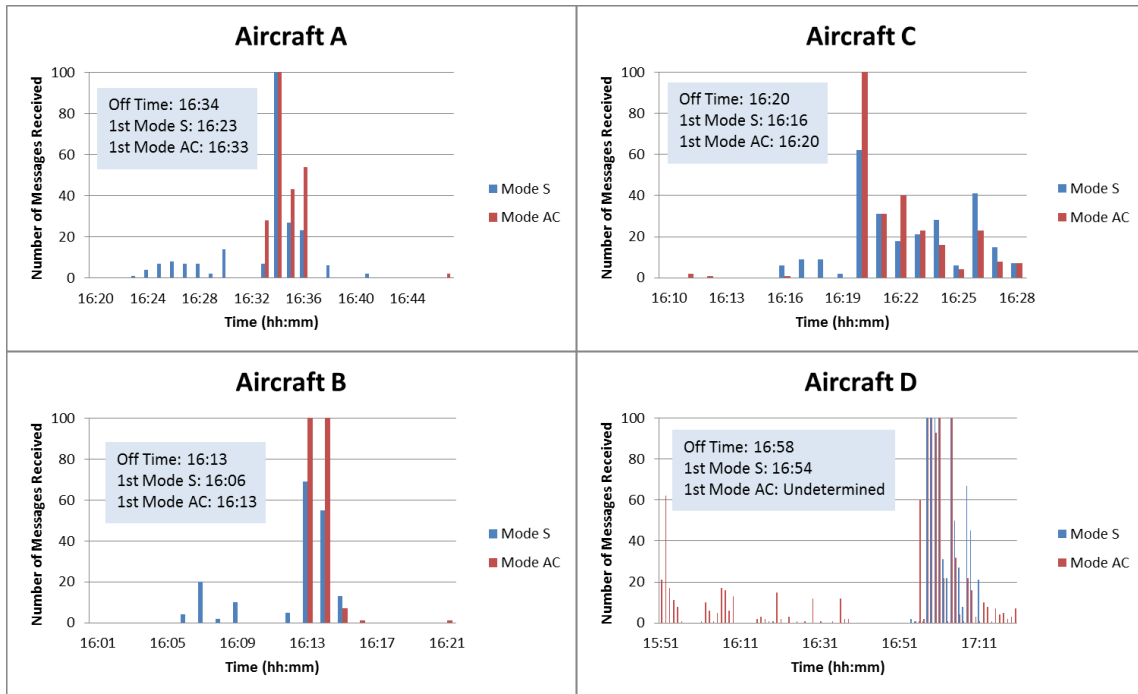 Aircraft A
Number of Messages Received
100
80
60
40
20
0
Off Time: 16:34
1st Mode S: 16:23
1st Mode AC: 16:33
Mode S
Mode AC
16:20 16:24 16:28 16:32 16:36 16:40 16:44
Time (hh:mm)
Aircraft C
Number of Messages Received
100
80
60
40
20
0
Off Time: 16:20
1st Mode S: 16:16
1st Mode AC: 16:20
Mode S
Mode AC
16:10 16:13 16:16 16:19 16:22 16:25 16:28
Time (hh:mm)
Aircraft B
Number of Messages Received
100
80
60
40
20
0
Off Time: 16:13
1st Mode S: 16:06
1st Mode AC: 16:13
Mode S
Mode AC
16:01 16:05 16:09 16:13 16:17 16:21
Time (hh:mm)
Aircraft D
Number of Messages Received
100
80
60
40
20
0
Off Time: 16:58
1st Mode S: 16:54
1st Mode AC: Undetermined
Mode S
Mode AC
15:51 16:11 16:31 16:51 17:11
Time (hh:mm)